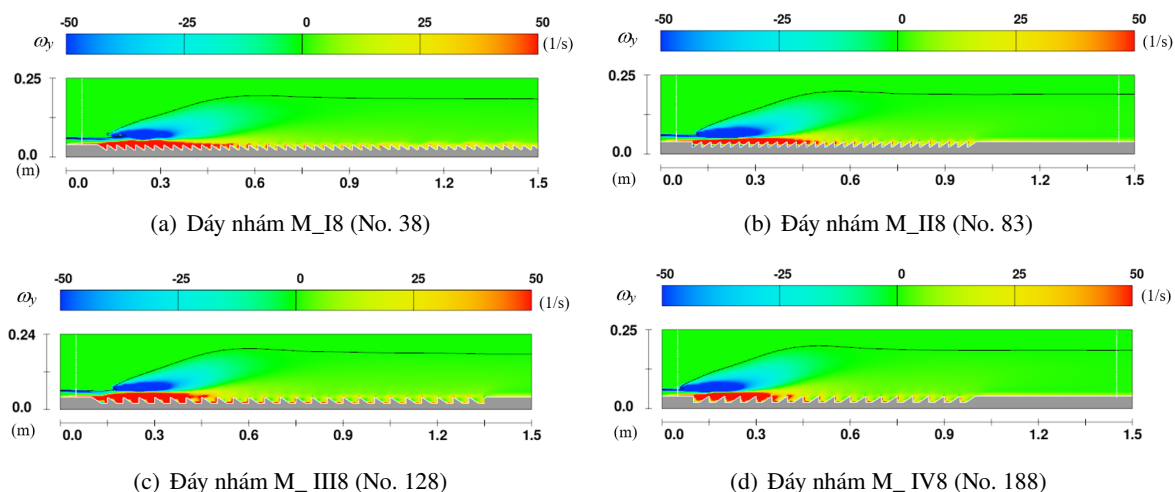 -50 -25 0 25 50
ω_y (1/s)
0.25
0.0
(m) 0.0 0.3 0.6 0.9 1.2 1.5
(a) Dáy nhám M_I8 (No. 38)
-50 -25 0 25 50
ω_y (1/s)
0.25
0.0
(m) 0.0 0.3 0.6 0.9 1.2 1.5
(b) Đáy nhám M_II8 (No. 83)
-50 -25 0 25 50
ω_y (1/s)
0.24
0.0
(m) 0.0 0.3 0.6 0.9 1.2 1.5
(c) Đáy nhám M_ III8 (No. 128)
-50 -25 0 25 50
ω_y (1/s)
0.25
0.0
(m) 0.0 0.3 0.6 0.9 1.2 1.5
(d) Đáy nhám M_ IV8 (No. 188)